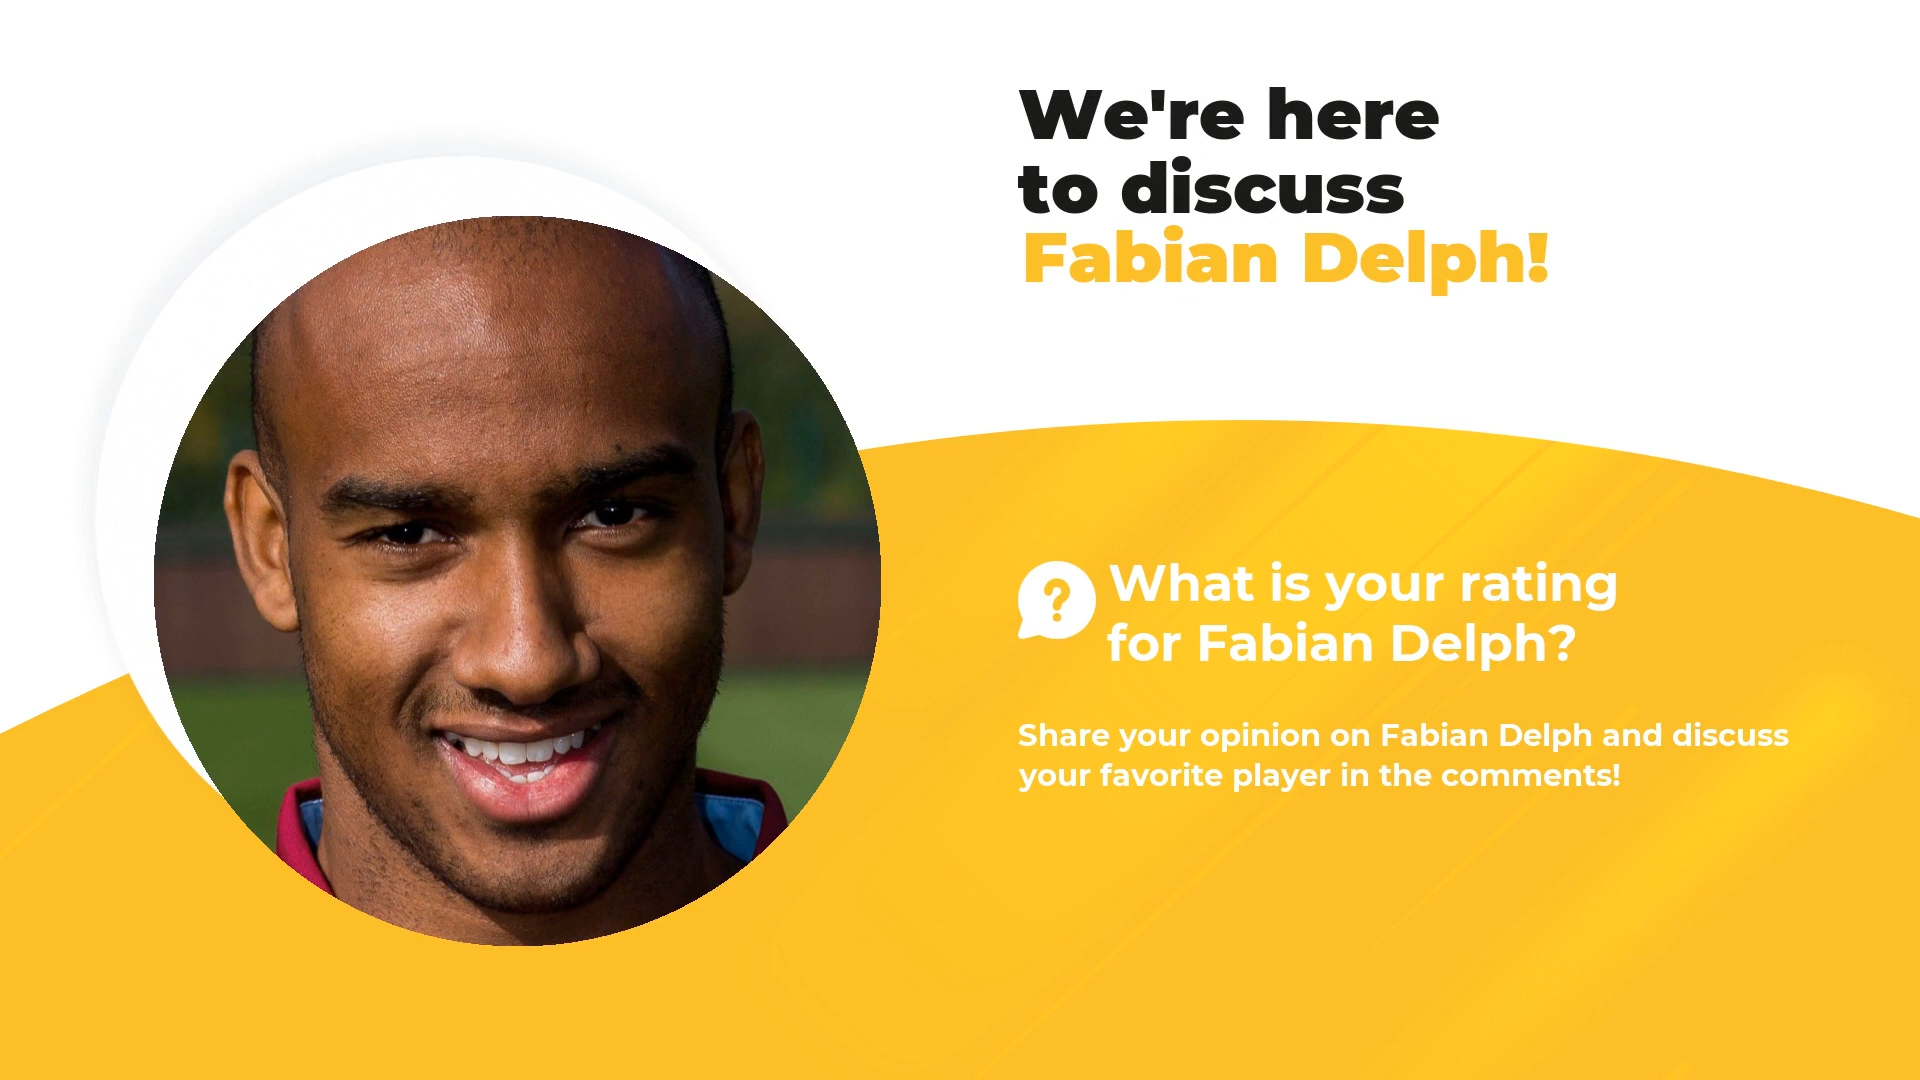 We're here
to discuss
Fabian Delph!
What is your rating
for Fabian Delph?
Share your opinion on Fabian Delph and discuss
your favorite player in the comments!